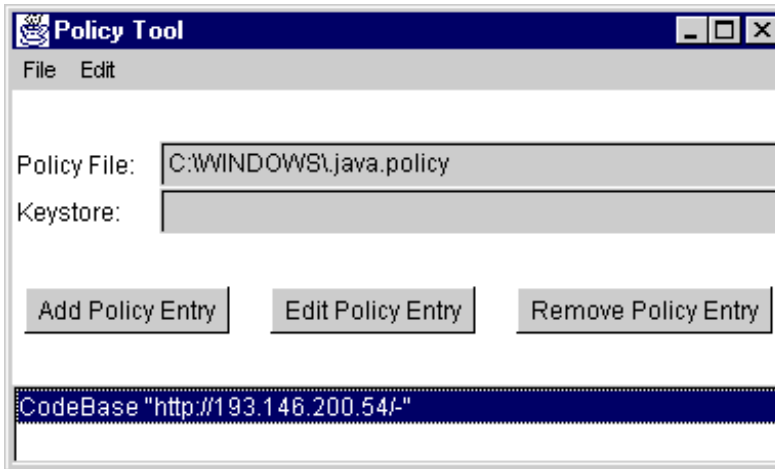 Policy Tool
File Edit
Policy File: C:\WINDOWS\.java.policy
Keystore:
Add Policy Entry Edit Policy Entry Remove Policy Entry
CodeBase "http://193.146.200.54/-"